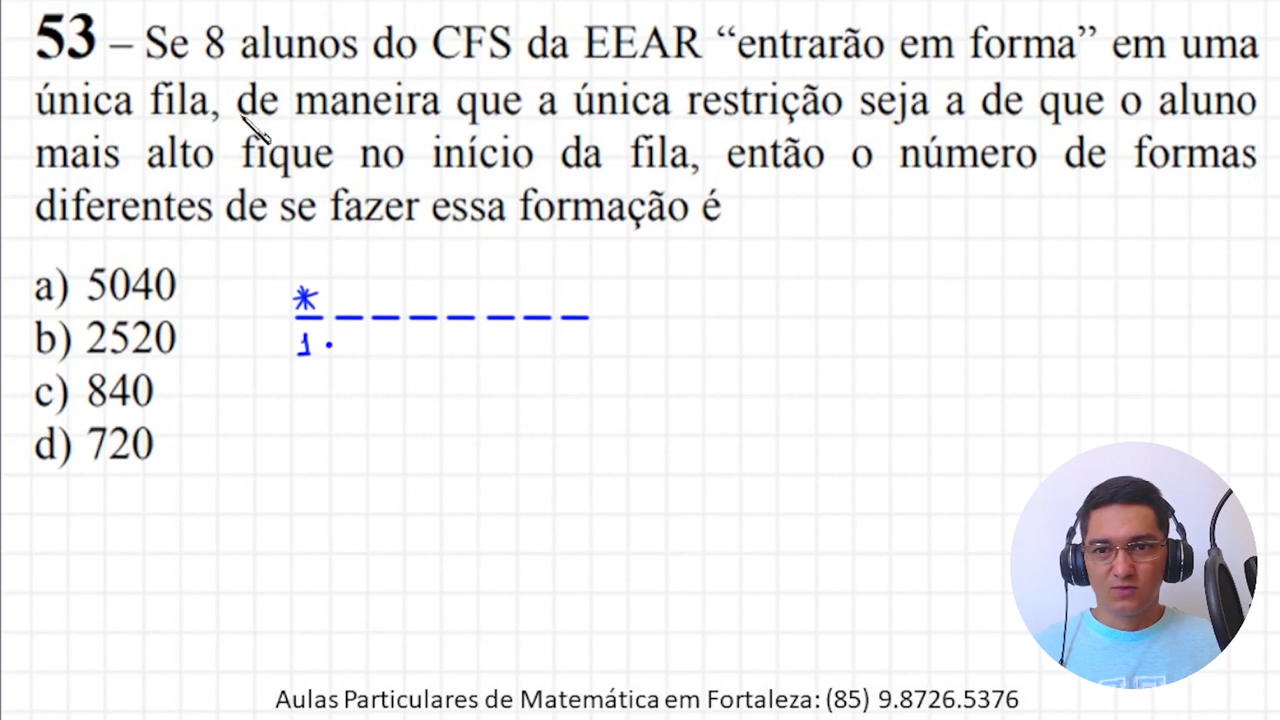 53 – Se 8 alunos do CFS da EEAR “entrarão em forma” em uma
única fila, de maneira que a única restrição seja a de que o aluno
mais alto fique no início da fila, então o número de formas
diferentes de se fazer essa formação é
a) 5040
*
b) 2520
1 .
c) 840
d) 720
Aulas Particulares de Matemática em Fortaleza: (85) 9.8726.5376